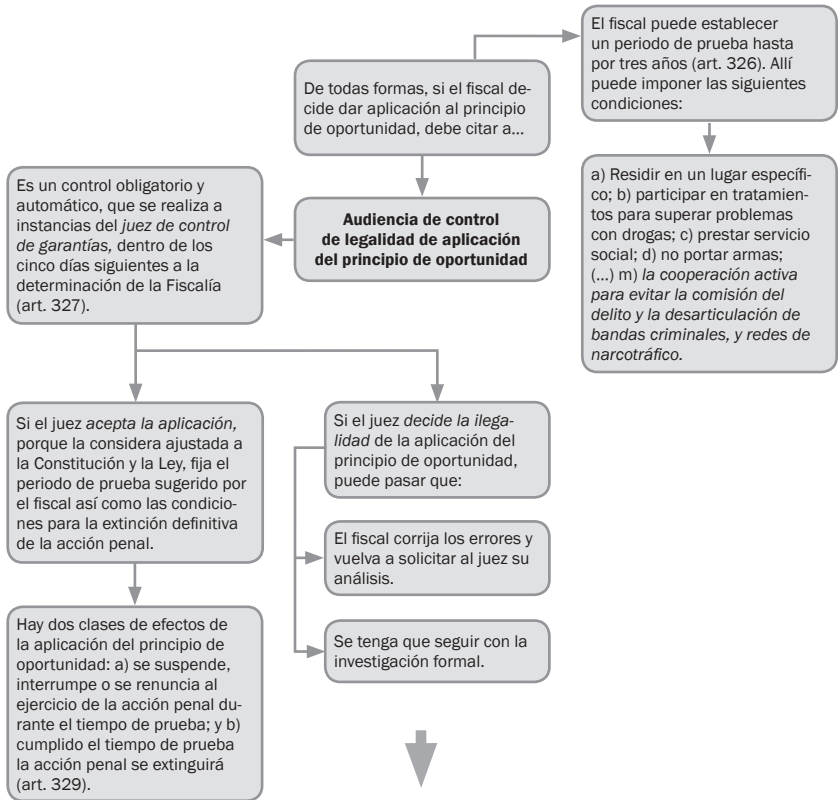 El fiscal puede establecer
un periodo de prueba hasta
por tres años (art. 326). Allí
puede imponer las siguientes
condiciones:
De todas formas, si el fiscal de-
cide dar aplicación al principio
de oportunidad, debe citar a...
a) Residir en un lugar específi-
co; b) participar en tratamien-
tos para superar problemas
con drogas; c) prestar servicio
social; d) no portar armas;
(...) m) la cooperación activa
para evitar la comisión del
delito y la desarticulación de
bandas criminales, y redes de
narcotráfico.
Audiencia de control
de legalidad de aplicación
del principio de oportunidad
Es un control obligatorio y
automático, que se realiza a
instancias del juez de control
de garantías, dentro de los
cinco días siguientes a la
determinación de la Fiscalía
(art. 327).
Si el juez acepta la aplicación,
porque la considera ajustada a
la Constitución y la Ley, fija el
periodo de prueba sugerido por
el fiscal así como las condicio-
nes para la extinción definitiva
de la acción penal.
Si el juez decide la ilega-
lidad de la aplicación del
principio de oportunidad,
puede pasar que:
El fiscal corrija los errores y
vuelva a solicitar al juez su
análisis.
Se tenga que seguir con la
investigación formal.
Hay dos clases de efectos de
la aplicación del principio de
oportunidad: a) se suspende,
interrumpe o se renuncia al
ejercicio de la acción penal du-
rante el tiempo de prueba; y b)
cumplido el tiempo de prueba
la acción penal se extinguirá
(art. 329).